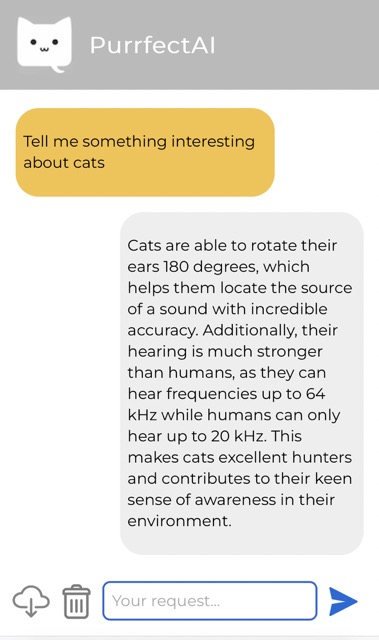 PurrfectAI
Tell me something interesting
about cats
Cats are able to rotate their
ears 180 degrees, which
helps them locate the source
of a sound with incredible
accuracy. Additionally, their
hearing is much stronger
than humans, as they can
hear frequencies up to 64
kHz while humans can only
hear up to 20 kHz. This
makes cats excellent hunters
and contributes to their keen
sense of awareness in their
environment.
Your request...